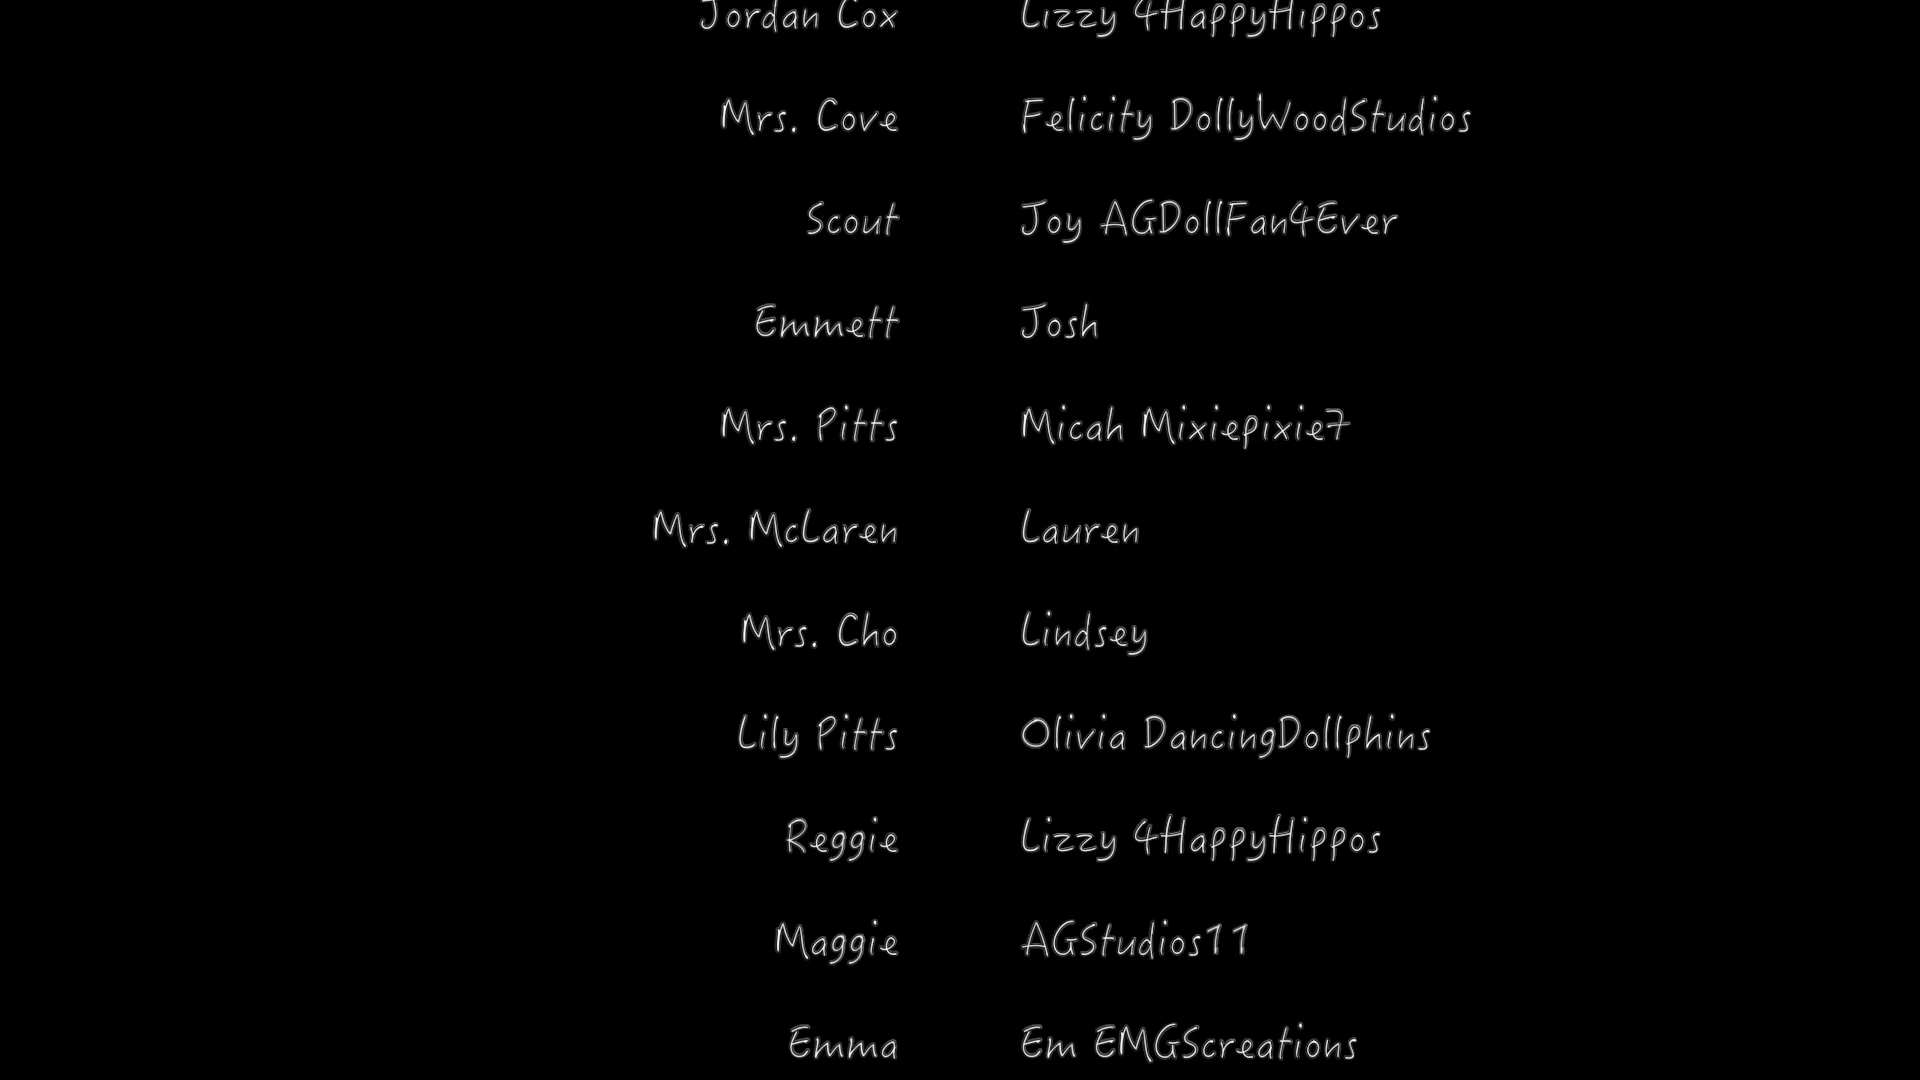 Jordan Cox Lizzy 4HappyHippos
Mrs. Cove Felicity DollyWoodStudios
Scout Joy AGDollFan4Ever
Emmett Josh
Mrs. Pitts Micah Mixiepixie7
Mrs. McLaren Lauren
Mrs. Cho Lindsey
Lily Pitts Olivia DancingDollphins
Reggie Lizzy 4HappyHippos
Maggie AGStudios11
Emma Em EMGScreations